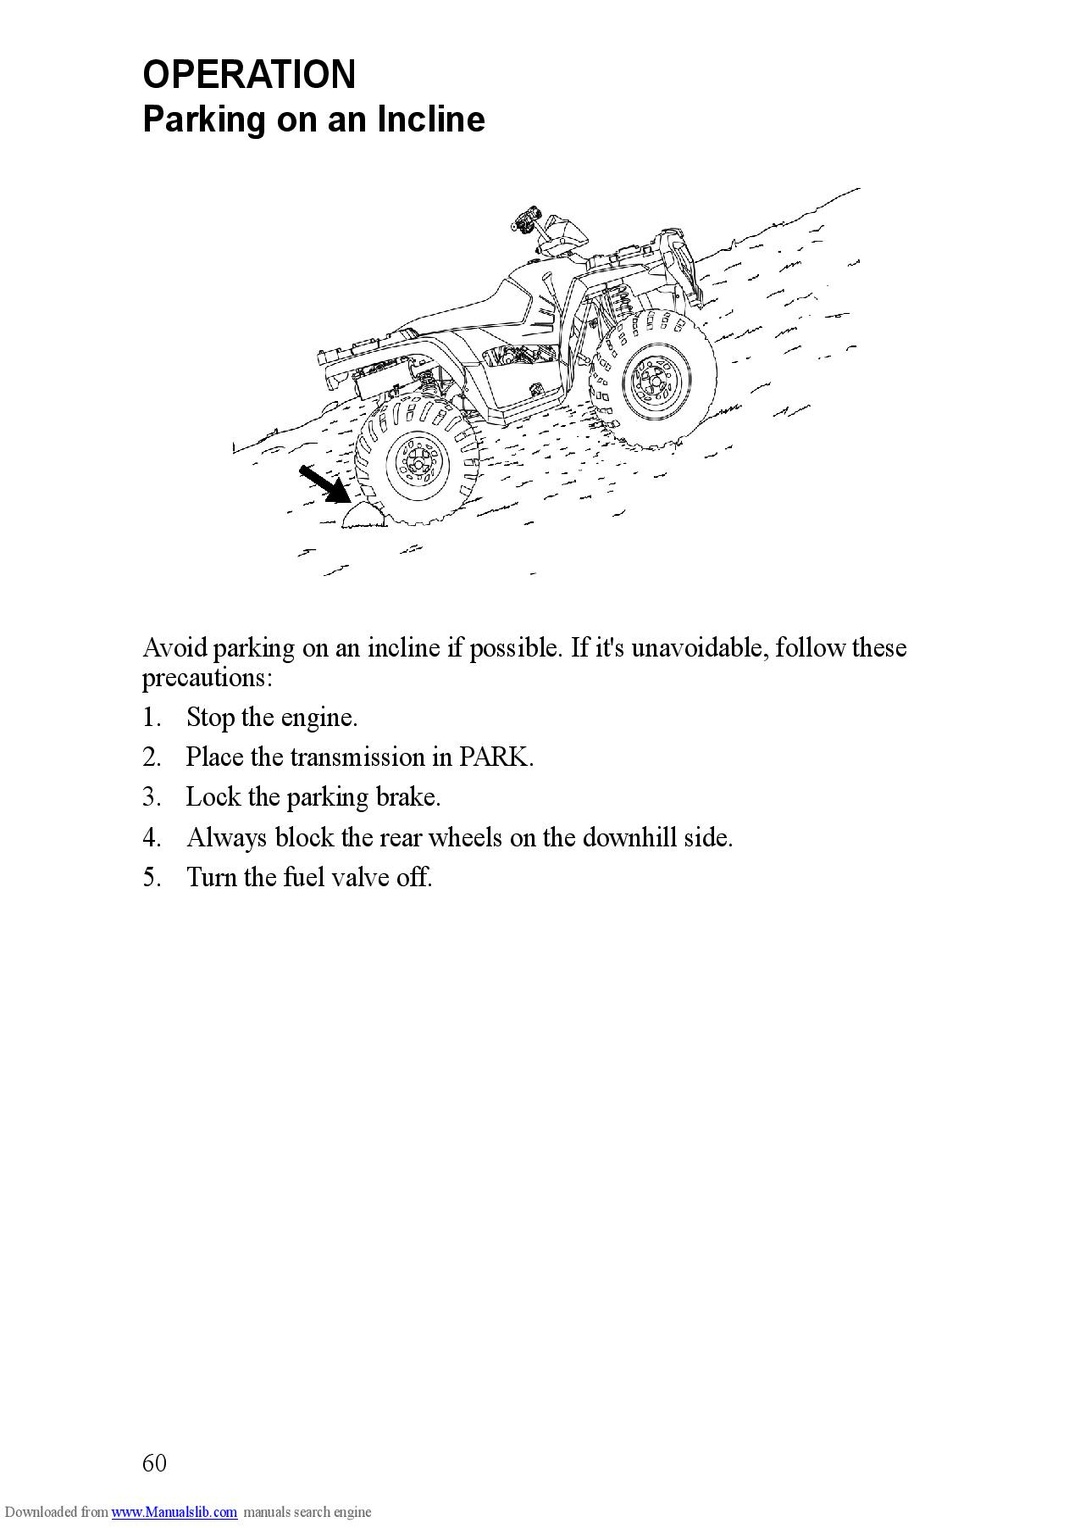 OPERATION
Parking on an Incline
Avoid parking on an incline if possible. If it's unavoidable, follow these
precautions:
1. Stop the engine.
2. Place the transmission in PARK.
3. Lock the parking brake.
4. Always block the rear wheels on the downhill side.
5. Turn the fuel valve off.
60
Downloaded from www.Manualslib.com manuals search engine